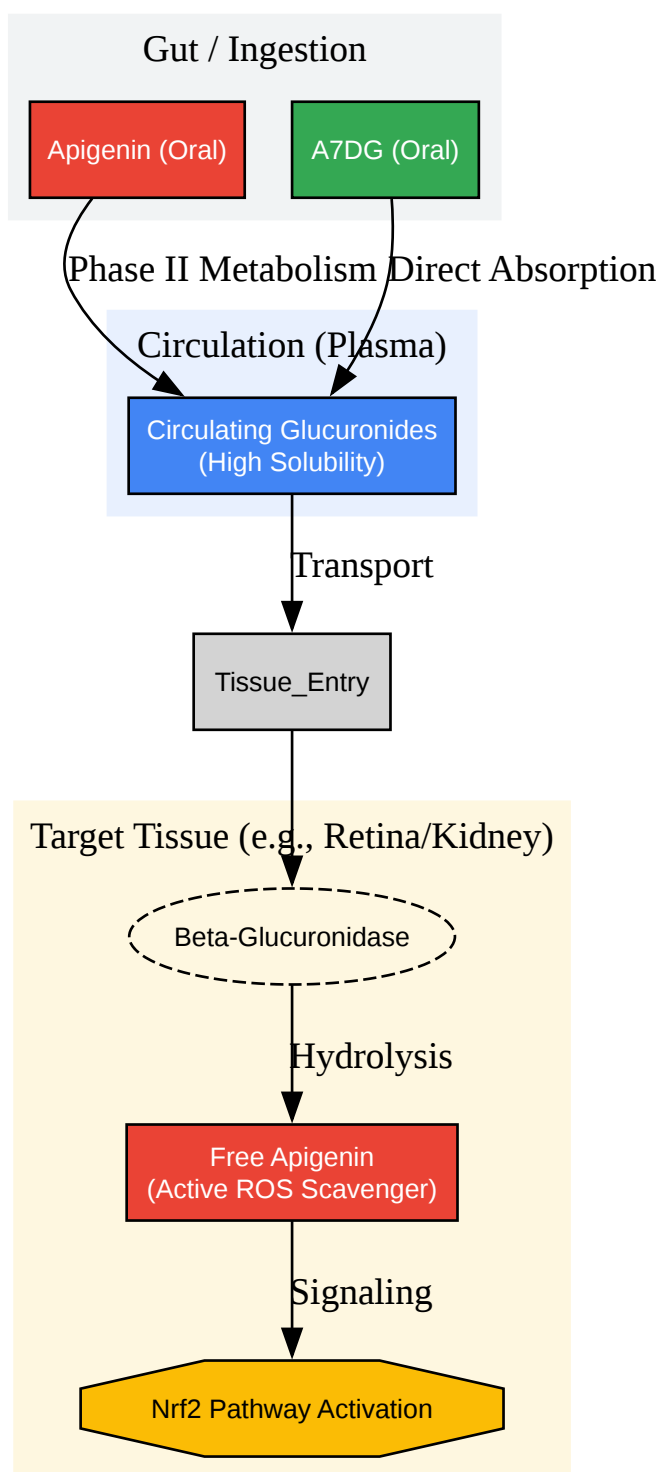 Gut / Ingestion
Apigenin (Oral)
A7DG (Oral)
Phase II Metabolism
Direct Absorption
Circulation (Plasma)
Circulating Glucuronides
(High Solubility)
Transport
Tissue_Entry
Target Tissue (e.g., Retina/Kidney)
Beta-Glucuronidase
Hydrolysis
Free Apigenin
(Active ROS Scavenger)
Signaling
Nrf2 Pathway Activation